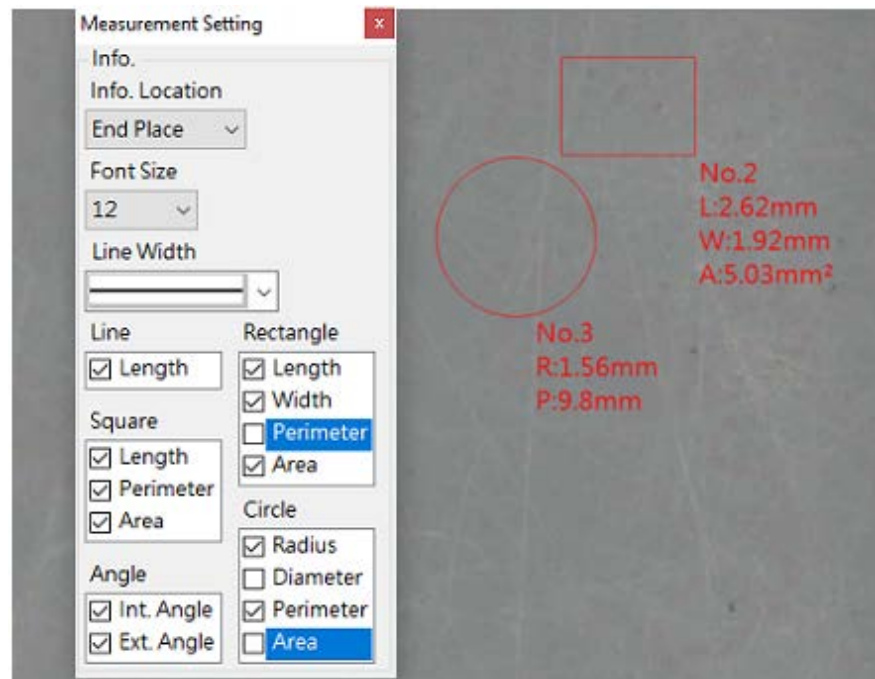 Measurement Setting
x
Info.
Info. Location
End Place
Font Size
12
Line Width
Line
Length
Square
Length
Perimeter
Area
Angle
Int. Angle
Ext. Angle
Rectangle
Length
Width
Perimeter
Area
Circle
Radius
Diameter
Perimeter
Area
No.2
L:2.62mm
W:1.92mm
A:5.03mm²
No.3
R:1.56mm
P:9.8mm